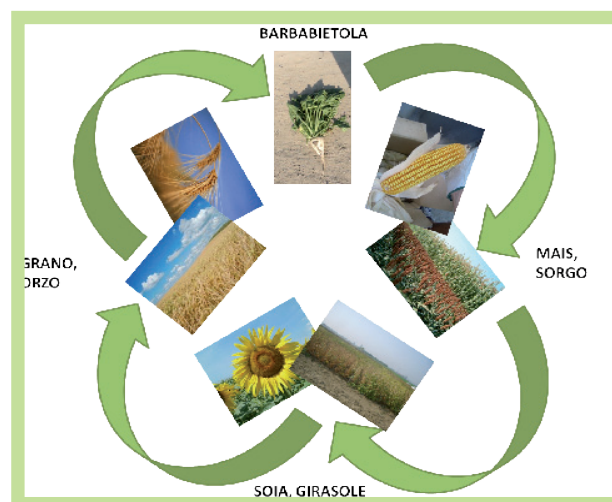 BARBABIETOLA
MAIS,
SORGO
SOIA, GIRASOLE
GRANO,
ORZO